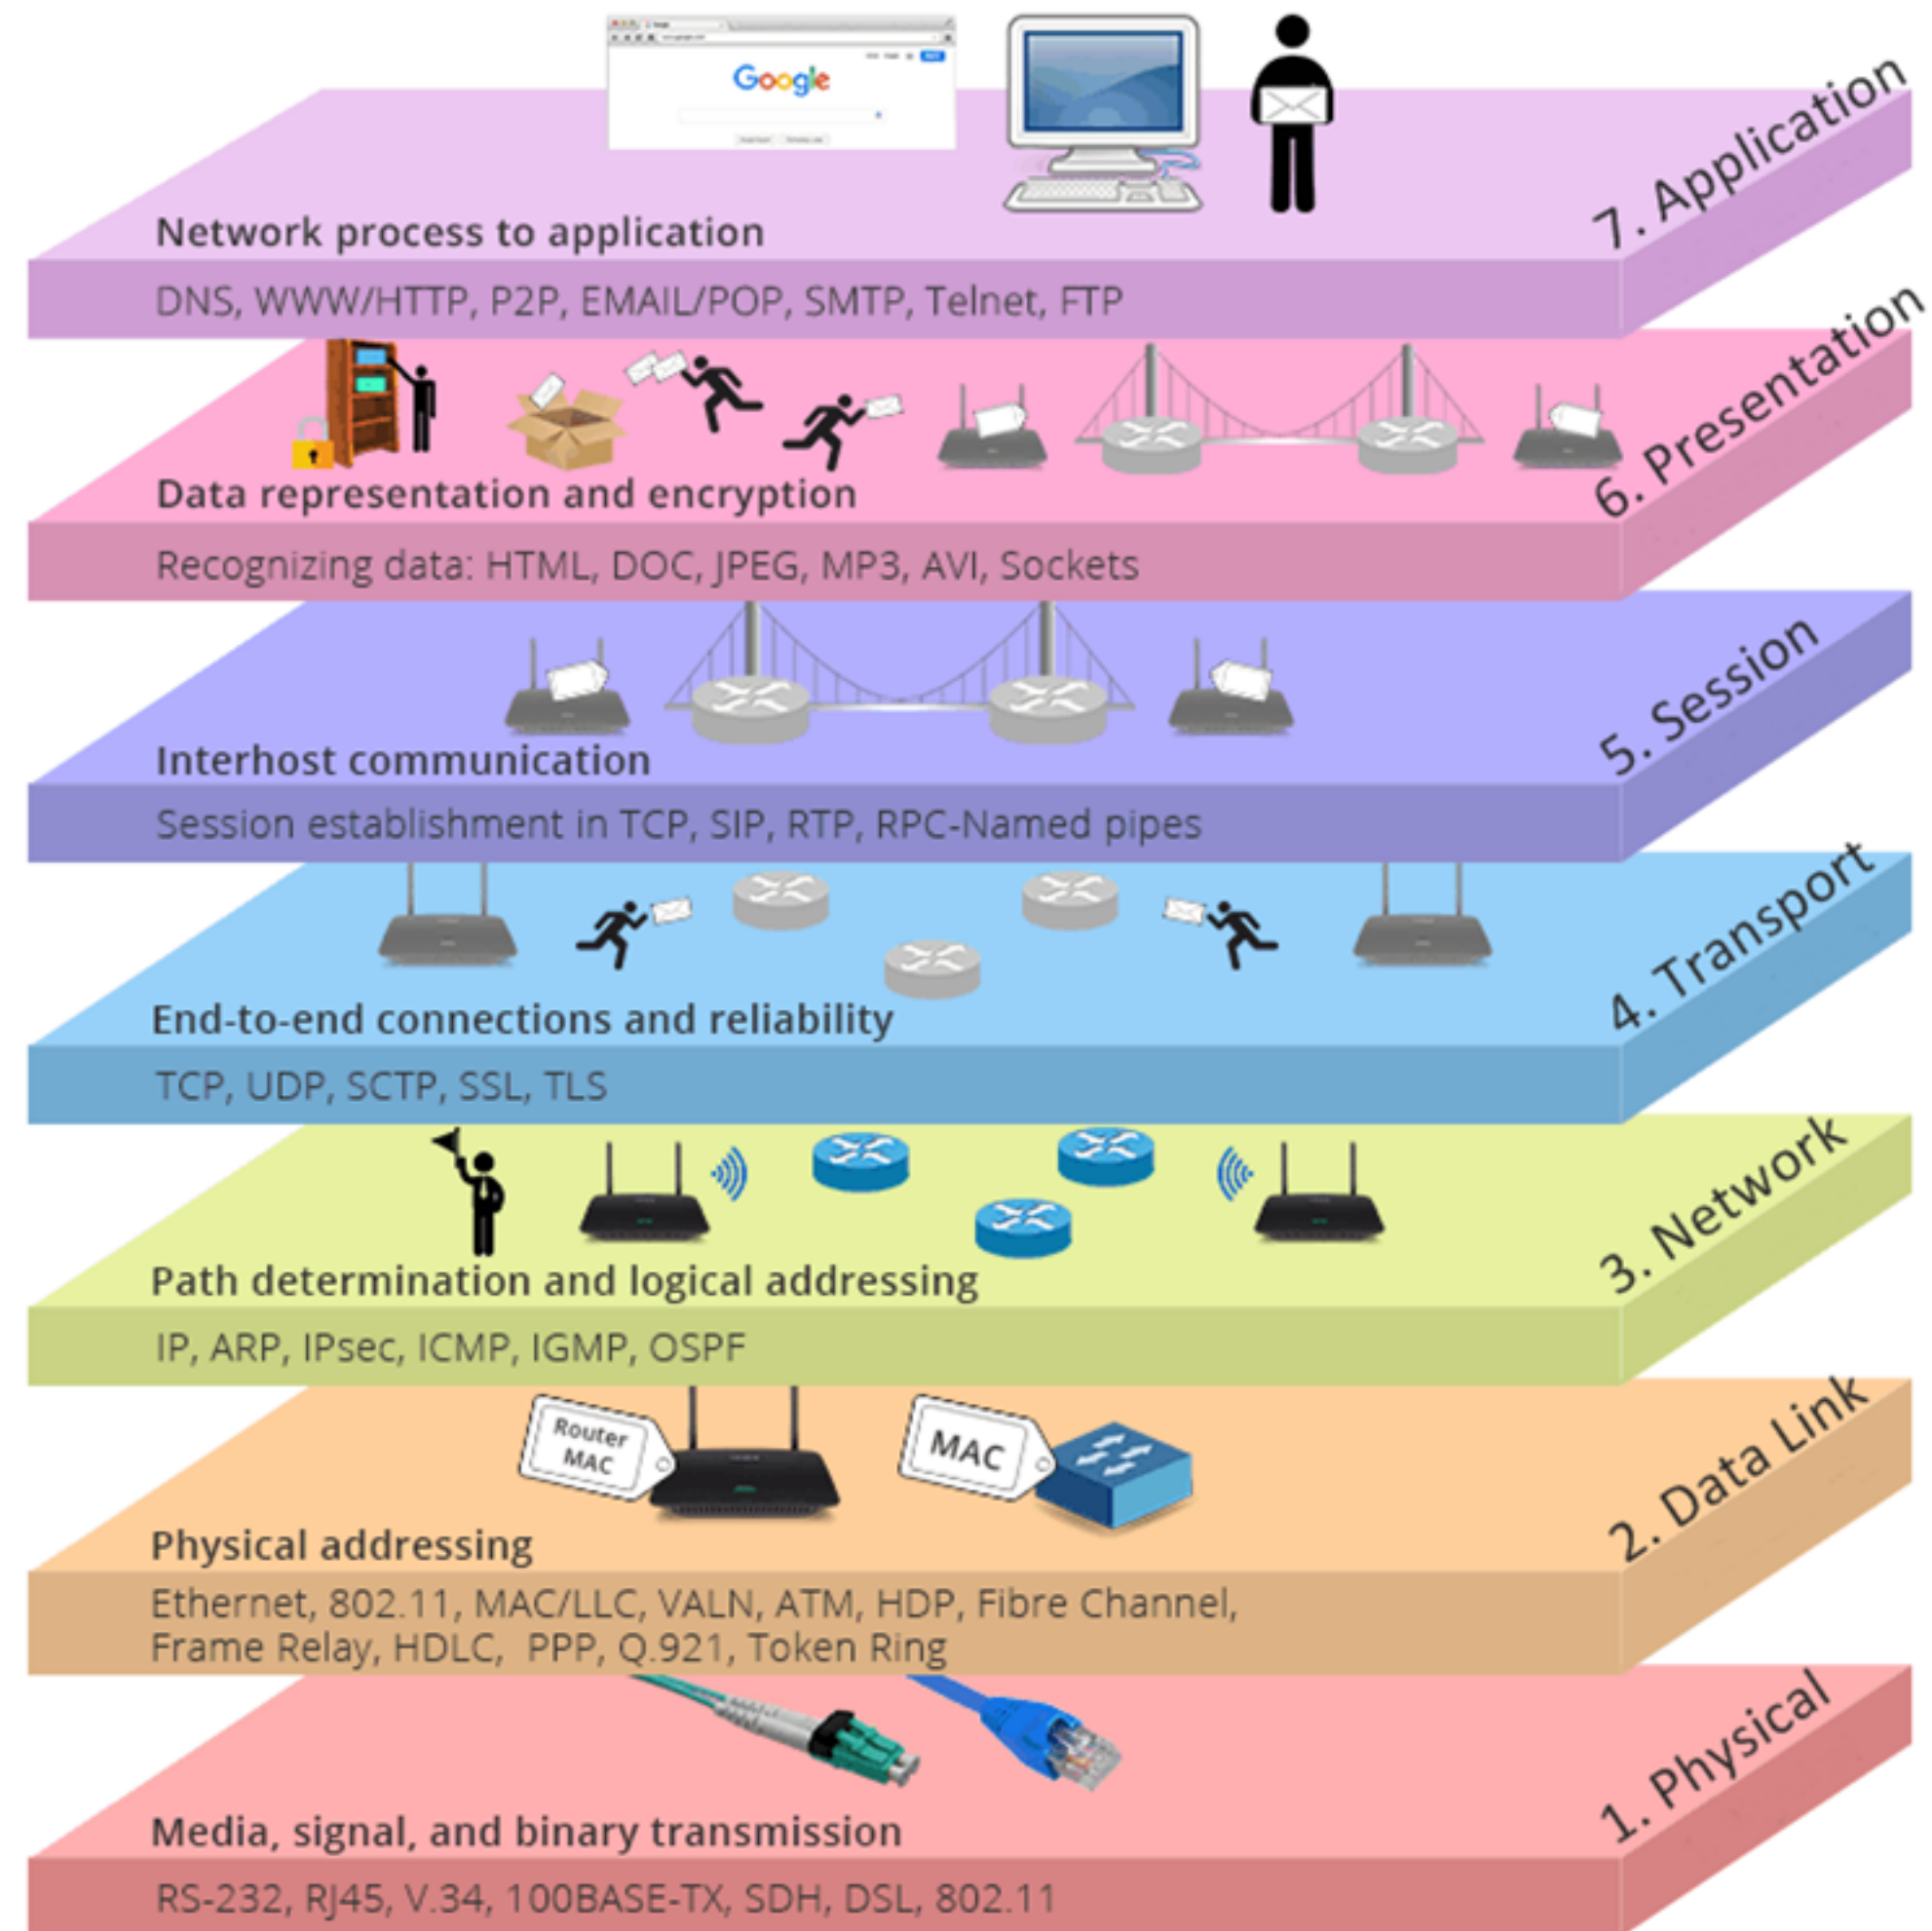 Google
7. Application
Network process to application
DNS, WWW/HTTP, P2P, EMAIL/POP, SMTP, Telnet, FTP
6. Presentation
Data representation and encryption
Recognizing data: HTML, DOC, JPEG, MP3, AVI, Sockets
5. Session
Interhost communication
Session establishment in TCP, SIP, RTP, RPC-Named pipes
4. Transport
End-to-end connections and reliability
TCP, UDP, SCTP, SSL, TLS
3. Network
Path determination and logical addressing
IP, ARP, IPsec, ICMP, IGMP, OSPF
2. Data Link
Router
MAC
MAC
Physical addressing
Ethernet, 802.11, MAC/LLC, VALN, ATM, HDP, Fibre Channel,
Frame Relay, HDLC, PPP, Q.921, Token Ring
1. Physical
Media, signal, and binary transmission
RS-232, RJ45, V.34, 100BASE-TX, SDH, DSL, 802.11